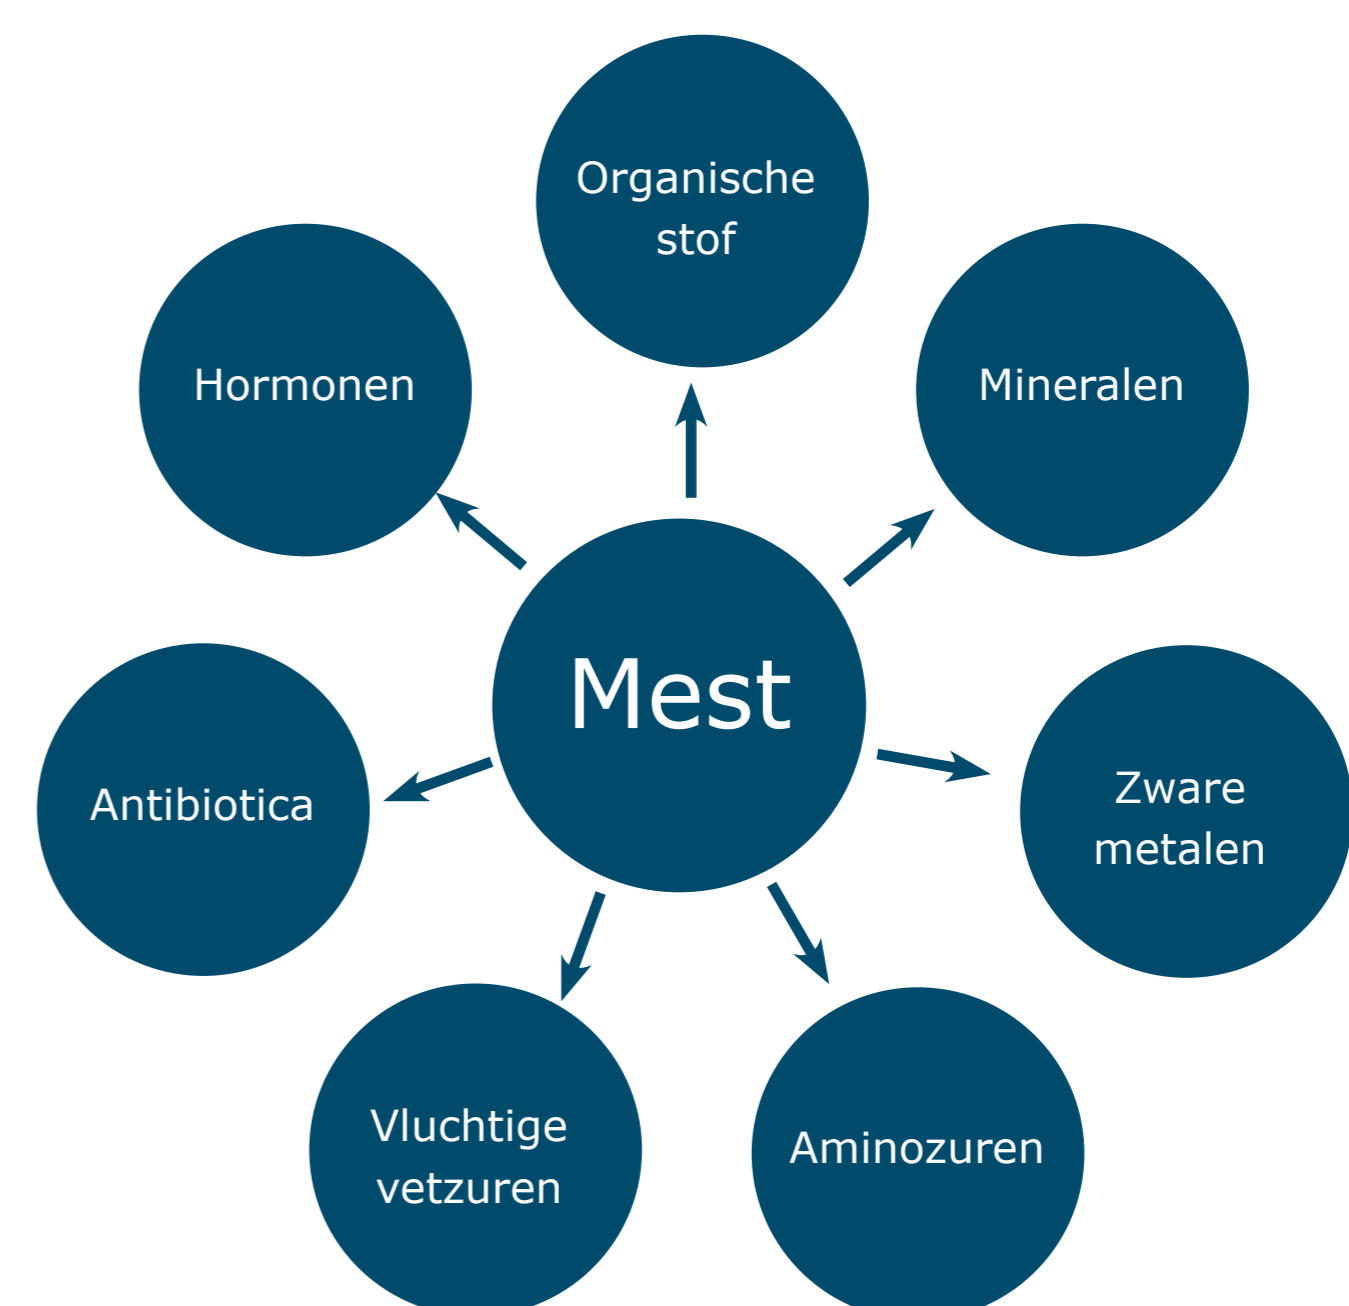 Organische
stof
Hormonen
Mineralen
Mest
Zware
metalen
Antibiotica
Vluchtige
vetzuren
Aminozuren